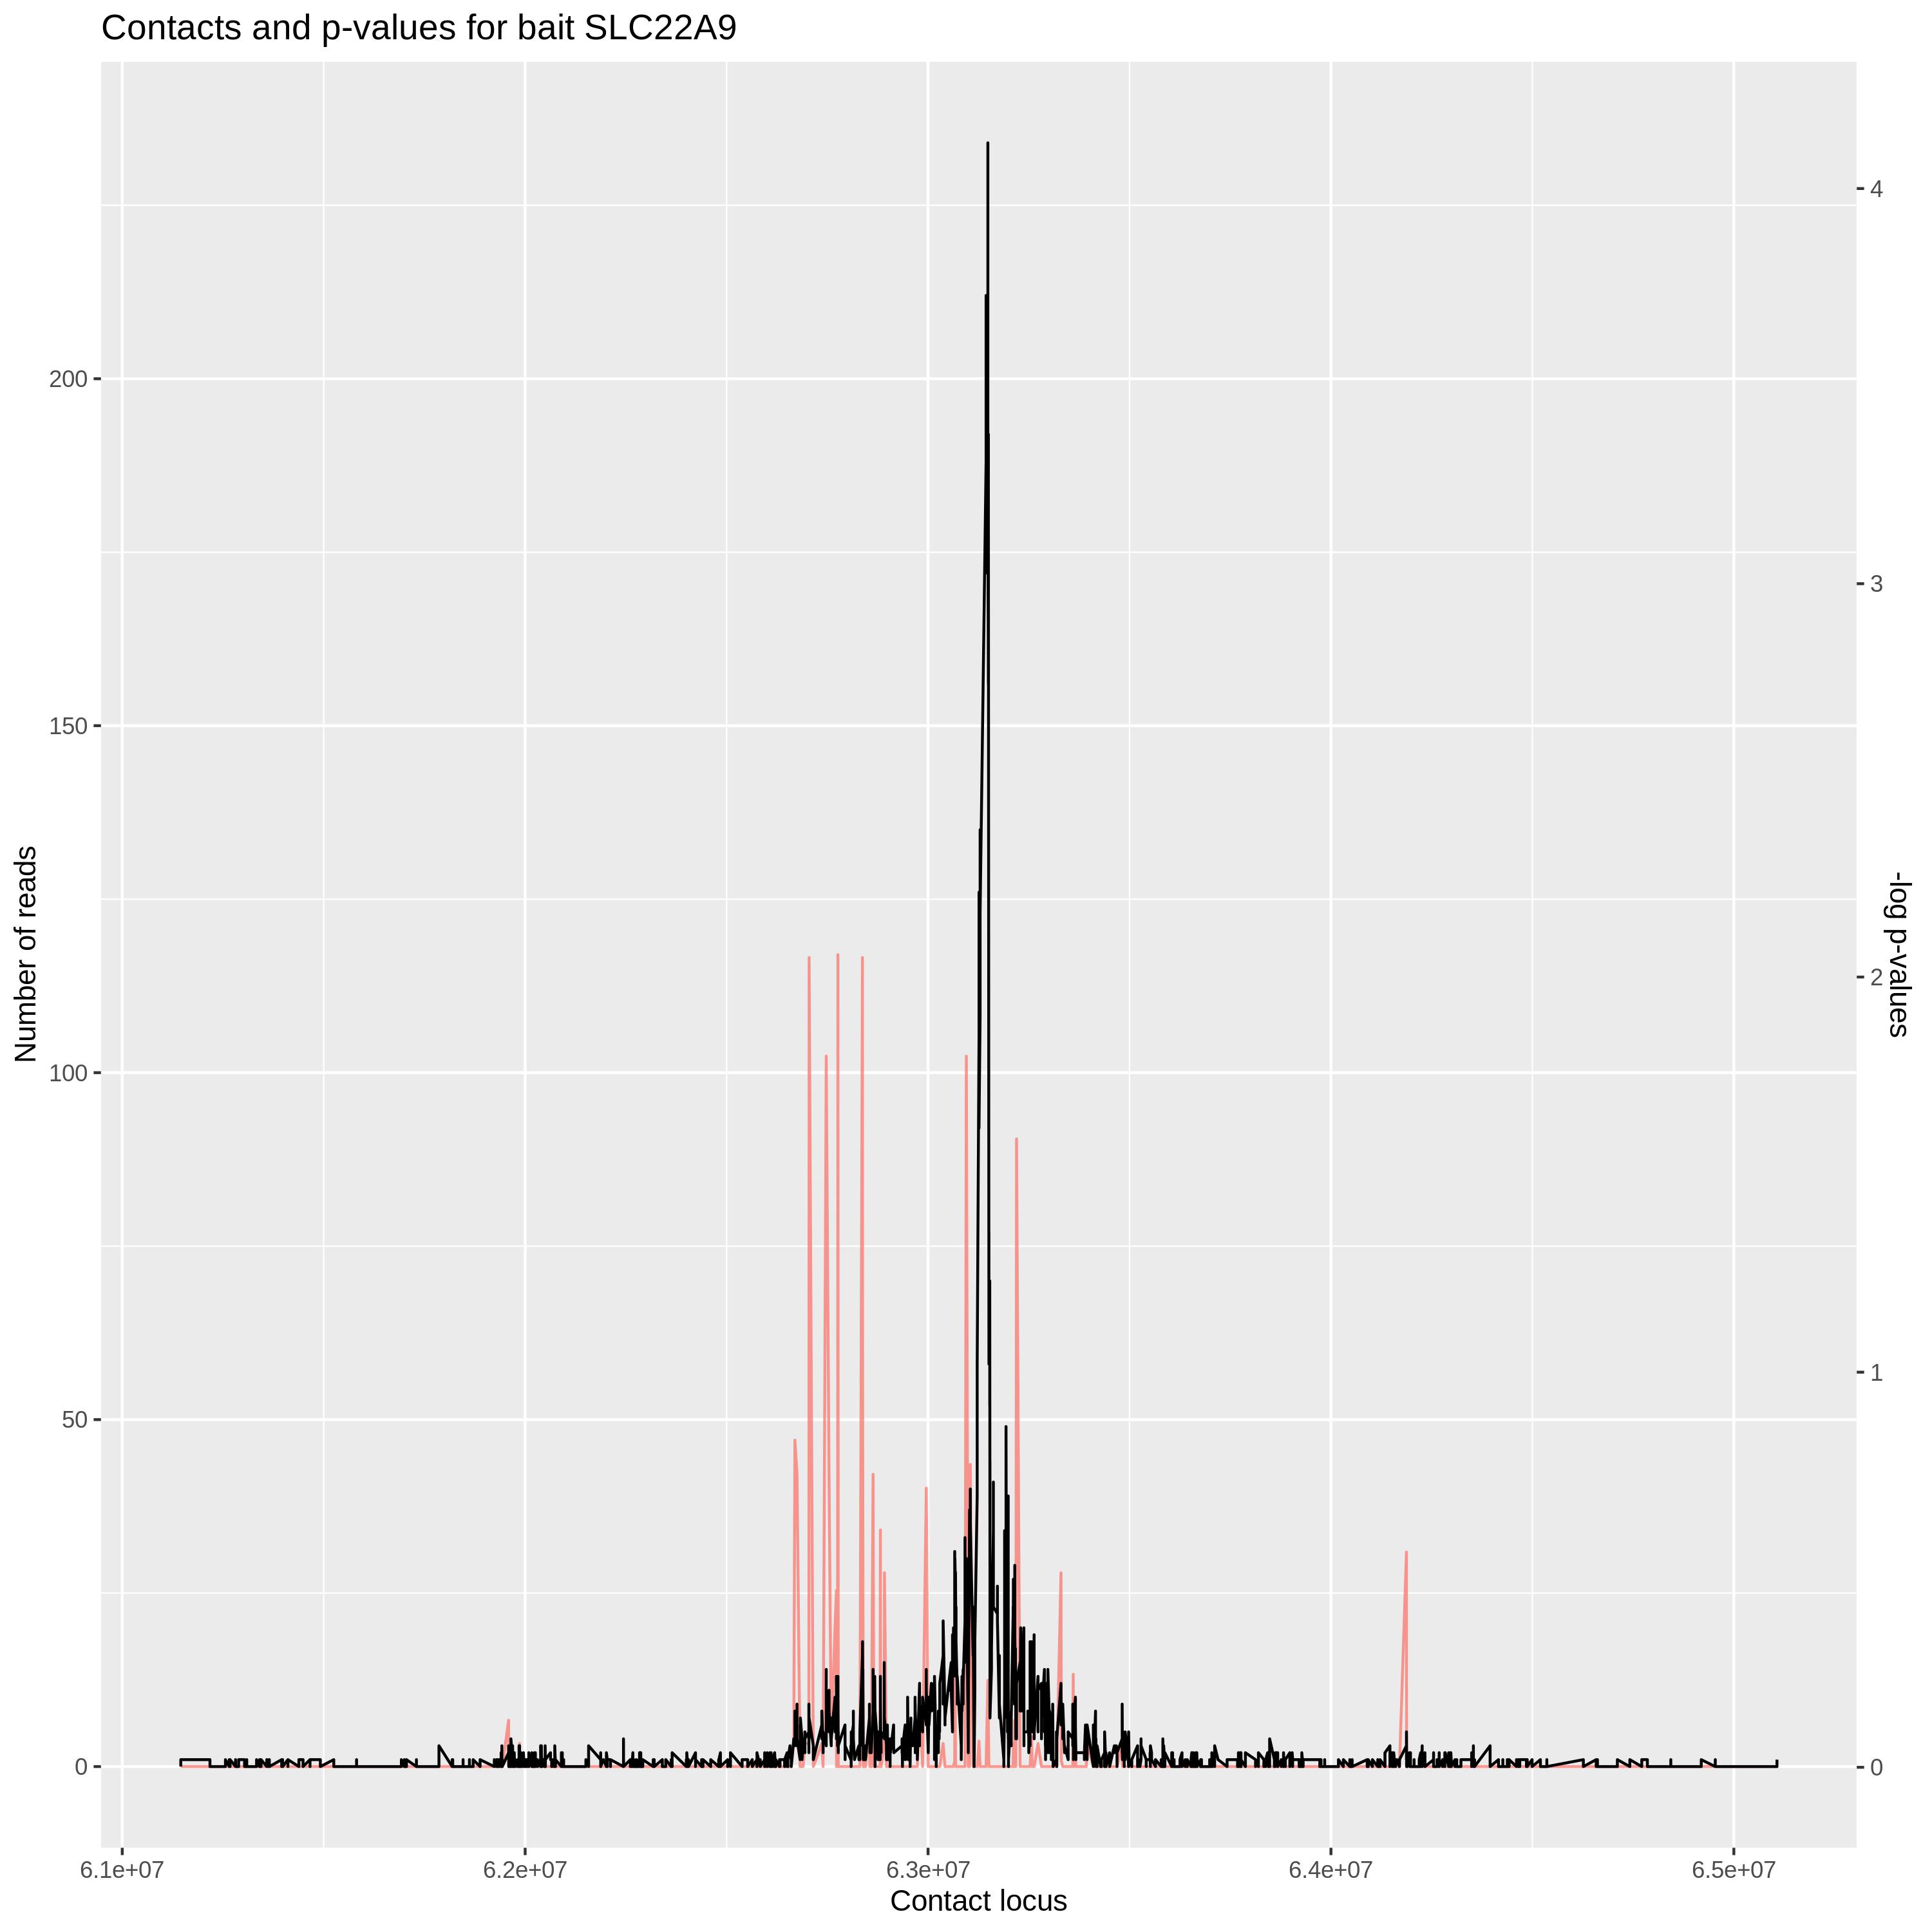 Contacts and p-values for bait SLC22A9
Number of reads
200
150
100
50
0
4
3
2
1
0
-log p-values
6.1e+07 6.2e+07 6.3e+07 6.4e+07 6.5e+07
Contact locus